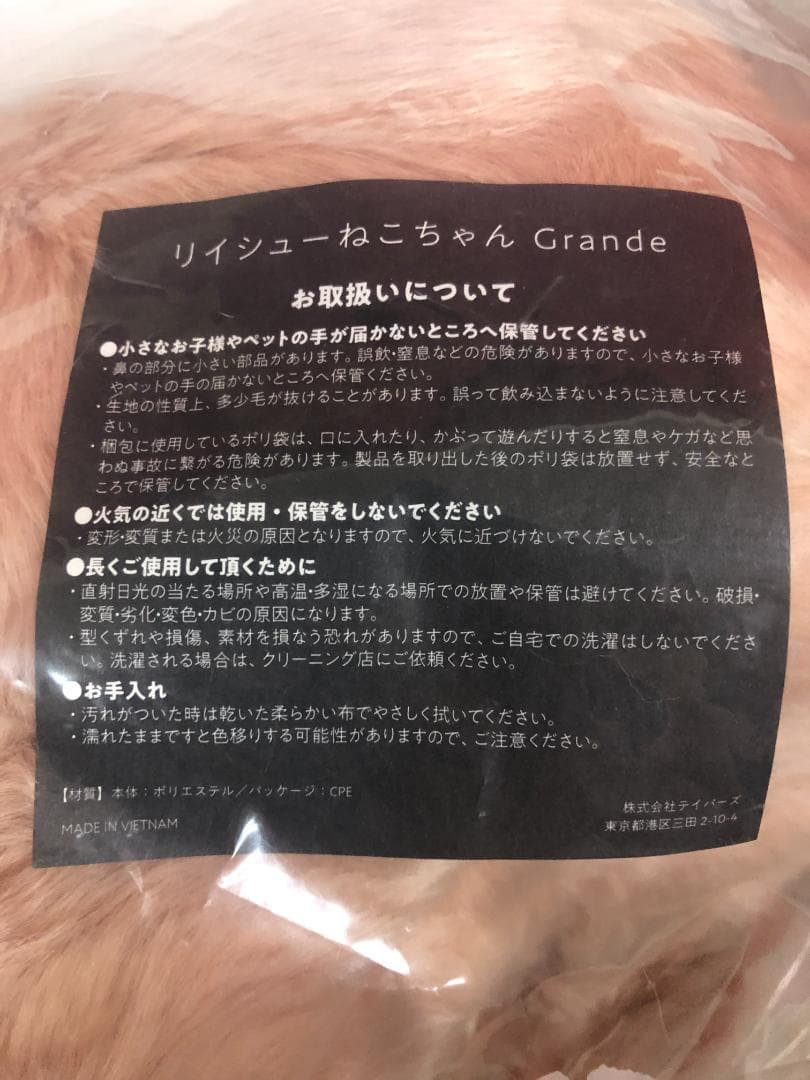 リイシューねこちゃん Grande
お取扱いについて
●小さなお子様やペットの手が届かないところへ保管してください
・鼻の部分に小さい部品があります。誤飲・窒息などの危険がありますので、小さなお子様
やペットの手の届かないところへ保管ください。
・生地の性質上、多少毛が抜けることがあります。誤って飲み込まないように注意してくだ
さい。
・梱包に使用しているポリ袋は、口に入れたり、かぶって遊んだりすると窒息やケガなど思
わぬ事故に繋がる危険があります。製品を取り出した後のポリ袋は放置せず、安全なと
ころで保管してください。
●火気の近くでは使用・保管をしないでください
・変形・変質または火災の原因となりますので、火気に近づけないでください。
●長くご使用して頂くために
・直射日光の当たる場所や高温・多湿になる場所での放置や保管は避けてください。破損・
変質・劣化・変色・カビの原因になります。
・型くずれや損傷、素材を損なう恐れがありますので、ご自宅での洗濯はしないでくださ
い。洗濯される場合は、クリーニング店にご依頼ください。
●お手入れ
・汚れがついた時は乾いた柔らかい布でやさしく拭いてください。
・濡れたままですと色移りする可能性がありますので、ご注意ください。
【材質】本体：ポリエステル／パッケージ：CPE
MADE IN VIETNAM
株式会社テイパーズ
東京都港区三田 2-10-4